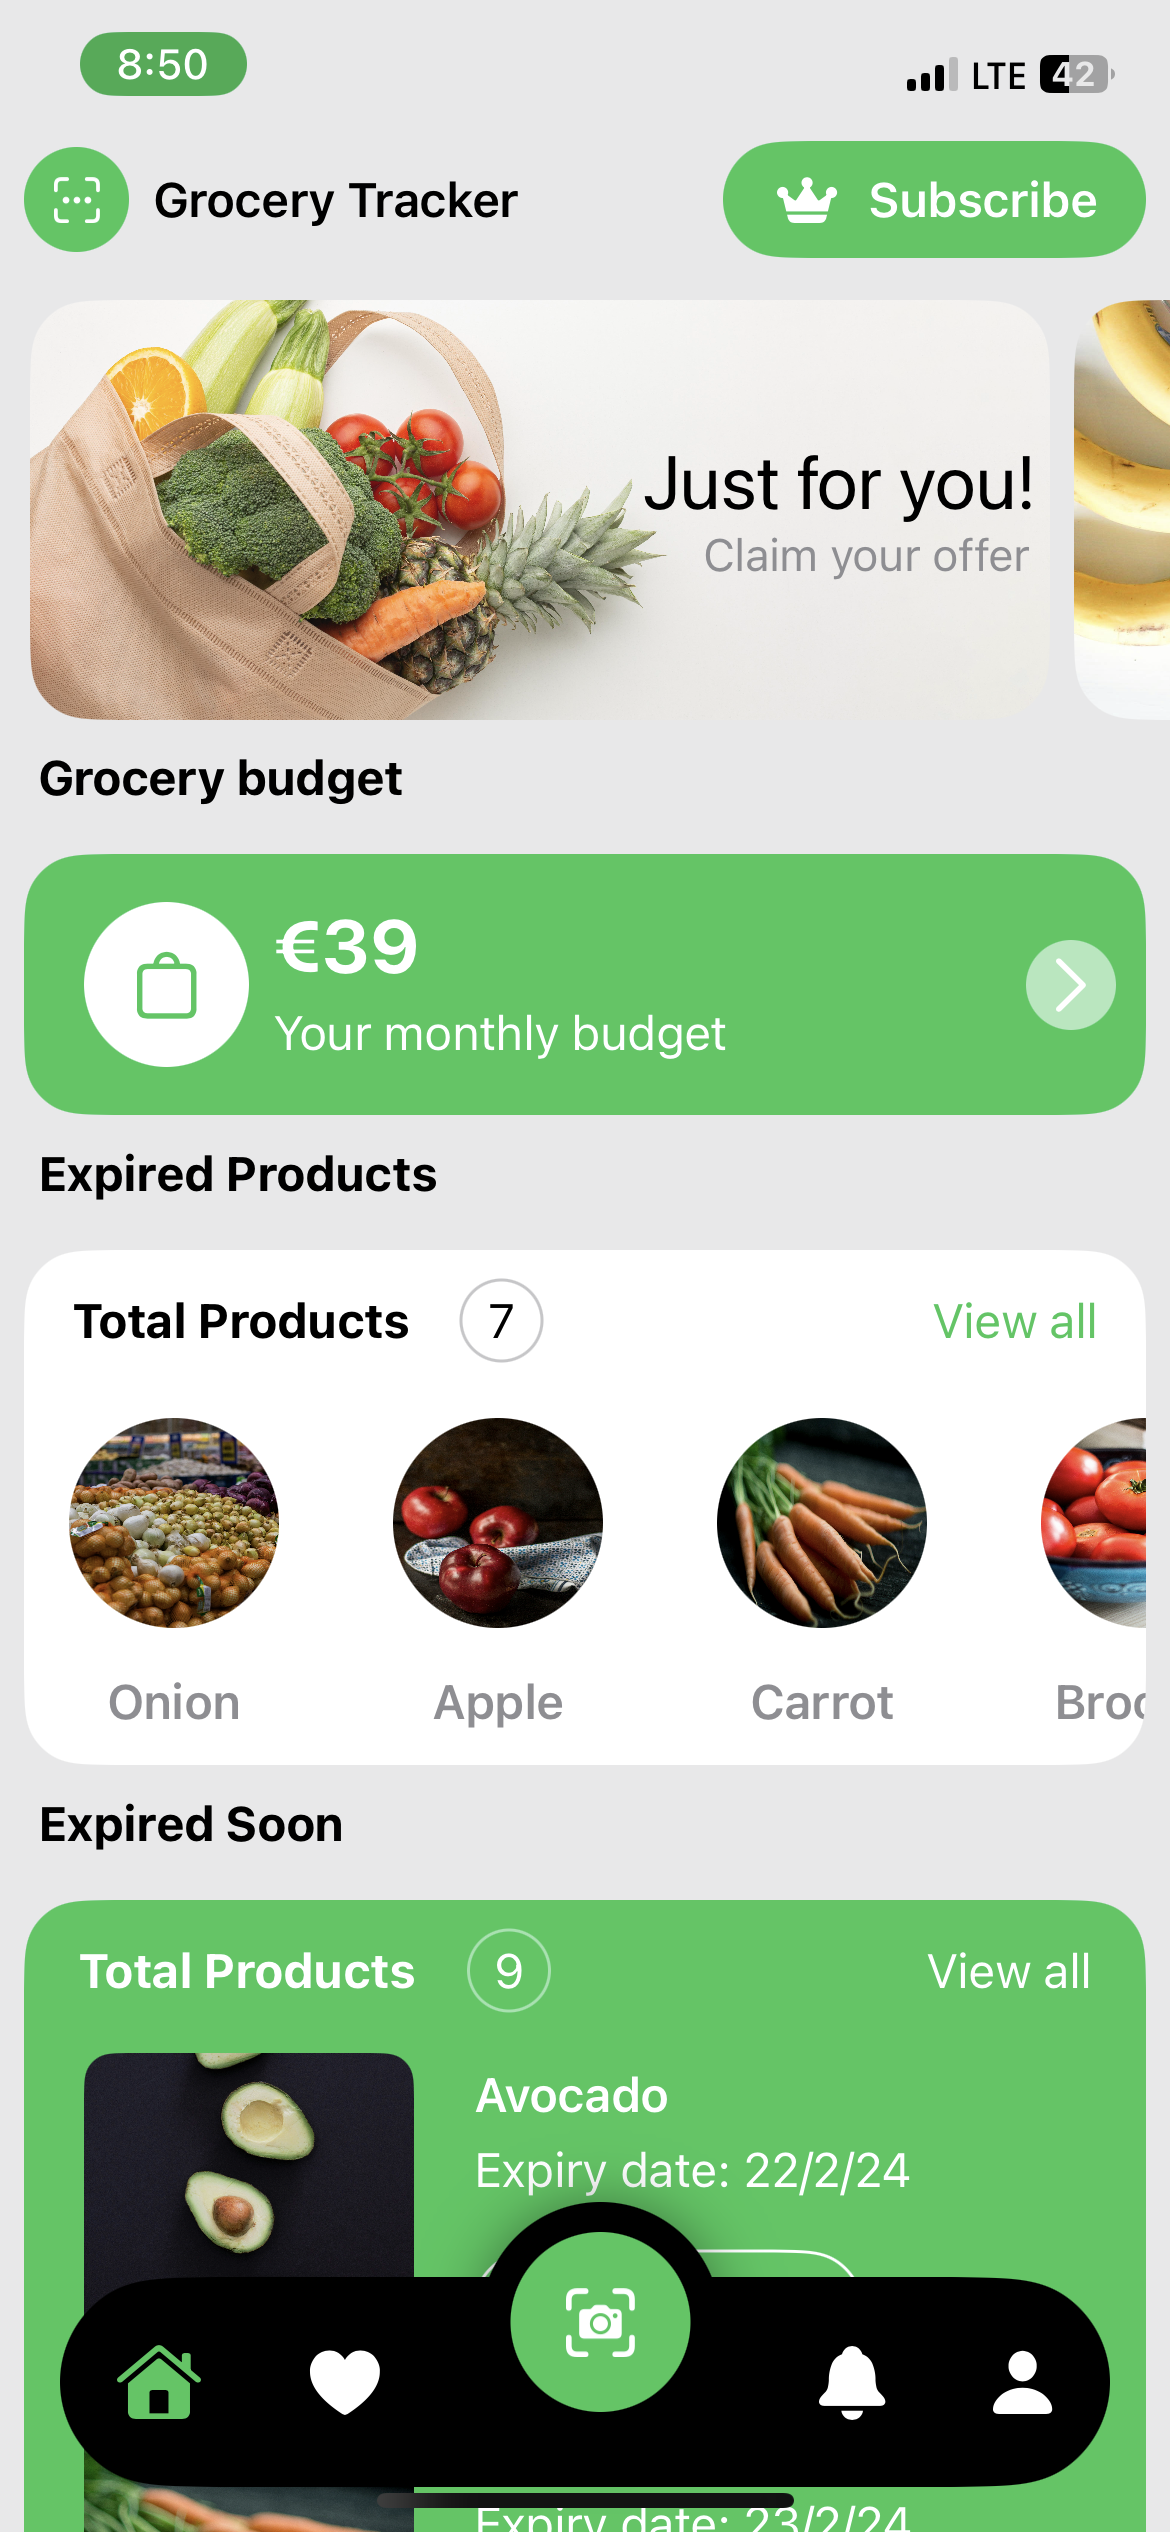 8:50
LTE 42
Grocery Tracker
Subscribe
Just for you!
Claim your offer
Grocery budget
€39
Your monthly budget
Expired Products
Total Products 7 View all
Onion Apple Carrot
Expired Soon
Total Products 9 View all
Avocado
Expiry date: 22/2/24
Expiry date: 23/2/24